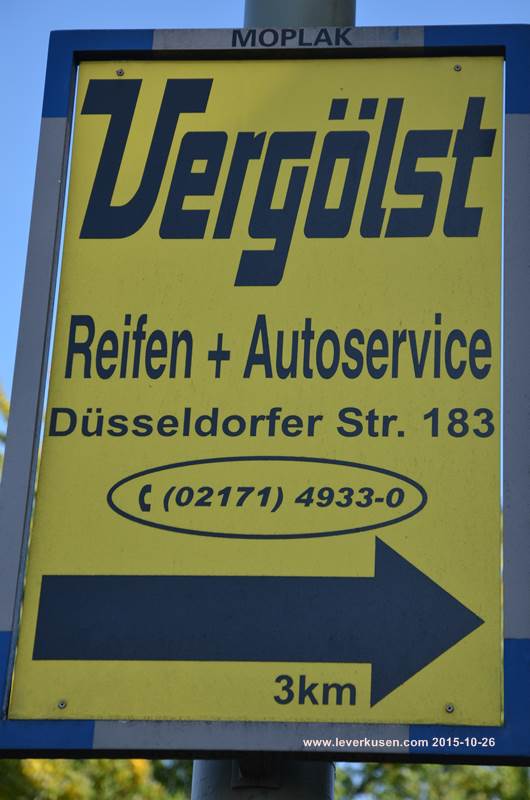 MOPLAK
Vergölst
Reifen + Autoservice
Düsseldorfer Str. 183
(02171) 4933-0
3km
www.leverkusen.com 2015-10-26